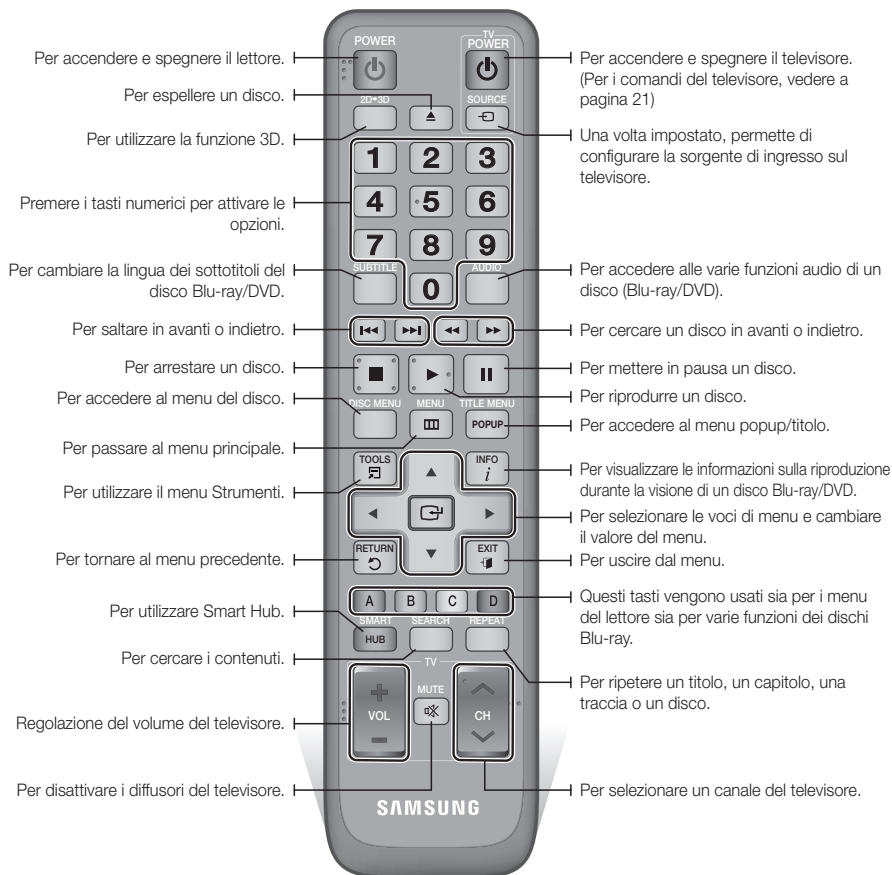 POWER
TV
POWER
Per accendere e spegnere il lettore.
Per accendere e spegnere il televisore.
(Per i comandi del televisore, vedere a
pagina 21)
Per espellere un disco.
2D➔3D
SOURCE
Per utilizzare la funzione 3D.
Una volta impostato, permette di
configurare la sorgente di ingresso sul
televisore.
1 2 3
4 5 6
7 8 9
0
Premere i tasti numerici per attivare le
opzioni.
SUBTITLE
AUDIO
Per cambiare la lingua dei sottotitoli del
disco Blu-ray/DVD.
Per accedere alle varie funzioni audio di un
disco (Blu-ray/DVD).
Per saltare in avanti o indietro.
Per cercare un disco in avanti o indietro.
Per arrestare un disco.
Per mettere in pausa un disco.
Per riprodurre un disco.
Per accedere al menu del disco.
DISC MENU
MENU
TITLE MENU
POPUP
Per accedere al menu popup/titolo.
Per passare al menu principale.
TOOLS
INFO
i
Per utilizzare il menu Strumenti.
Per visualizzare le informazioni sulla riproduzione
durante la visione di un disco Blu-ray/DVD.
Per selezionare le voci di menu e cambiare
il valore del menu.
RETURN
EXIT
Per tornare al menu precedente.
Per uscire dal menu.
A B C D
Questi tasti vengono usati sia per i menu
del lettore sia per varie funzioni dei dischi
Blu-ray.
Per utilizzare Smart Hub.
SMART
HUB
SEARCH
REPEAT
Per cercare i contenuti.
Per ripetere un titolo, un capitolo, una
traccia o un disco.
TV
VOL
MUTE
CH
Regolazione del volume del televisore.
Per disattivare i diffusori del televisore.
Per selezionare un canale del televisore.
SAMSUNG